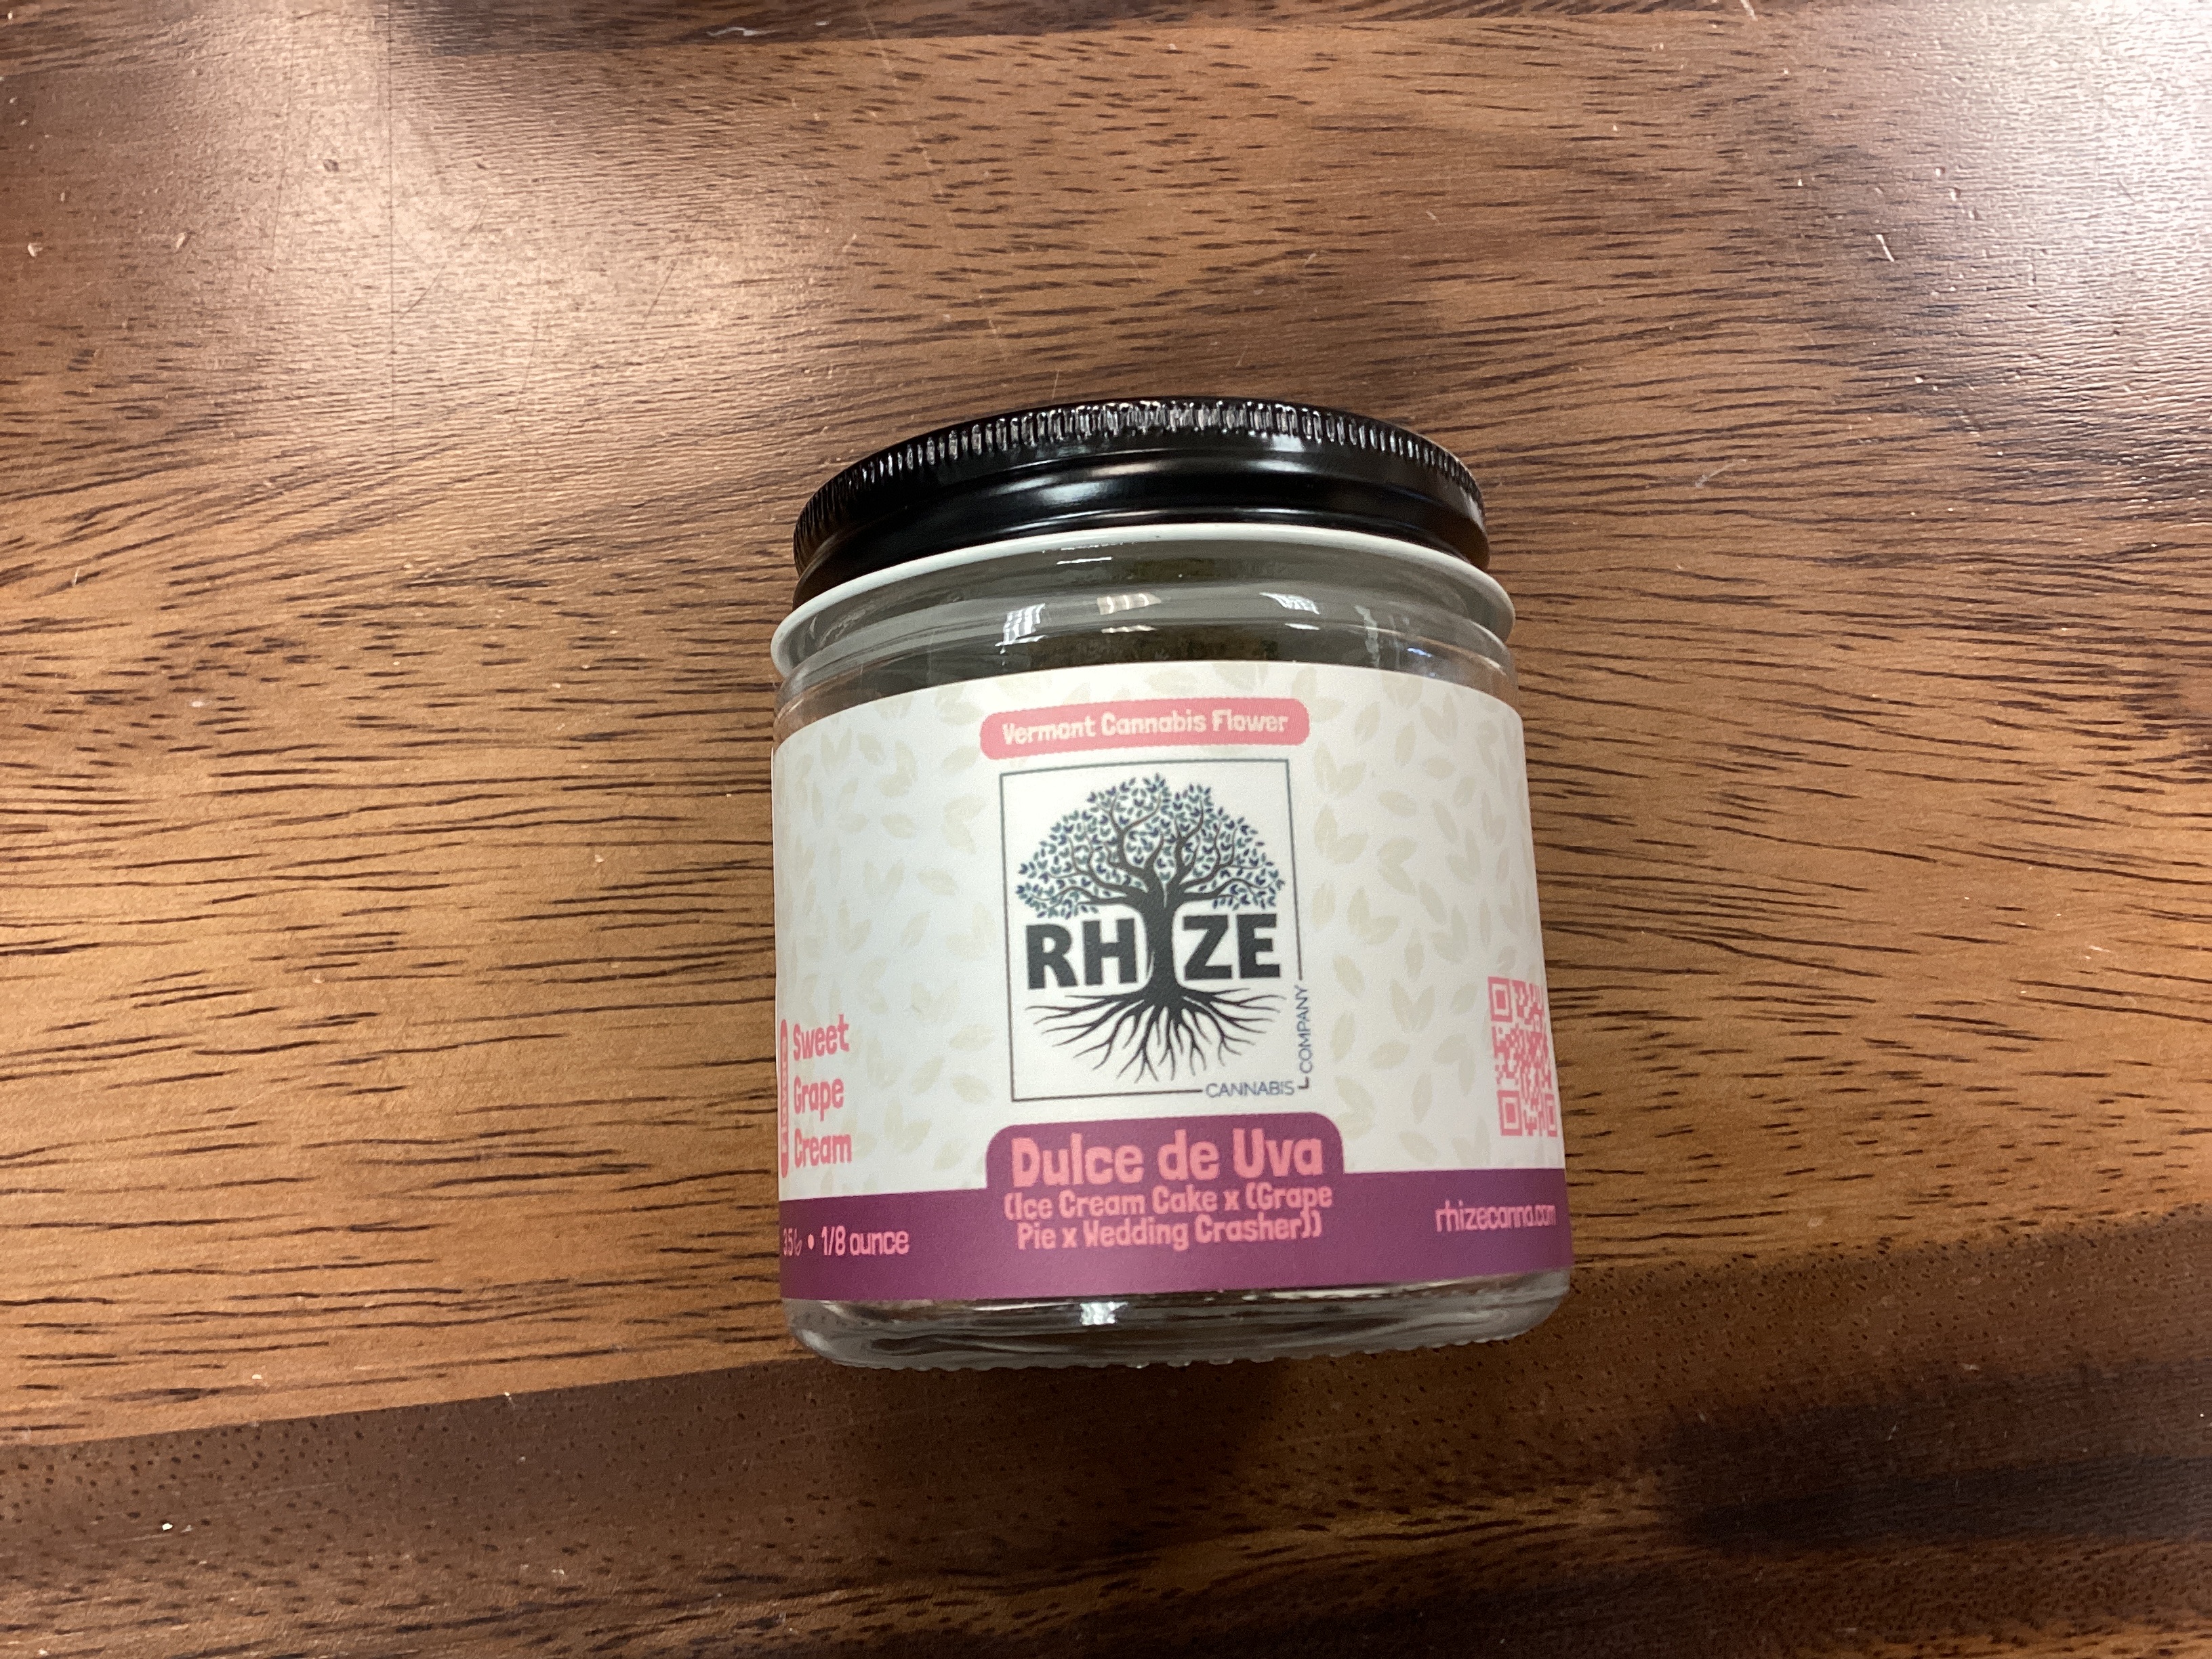 Vermont Cannabis Flower
RHIZE
CANNABIS
COMPANY
Sweet
Grape
Cream
Dulce de Uva
(Ice Cream Cake x (Grape
Pie x Wedding Crasher))
• 1/8 ounce
rhizecanna.com